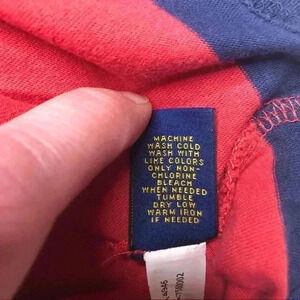 MACHINE
WASH COLD
WASH WITH
LIKE COLORS
ONLY NON-
CHLORINE
BLEACH
WHEN NEEDED
TUMBLE
DRY LOW
WARM IRON
IF NEEDED